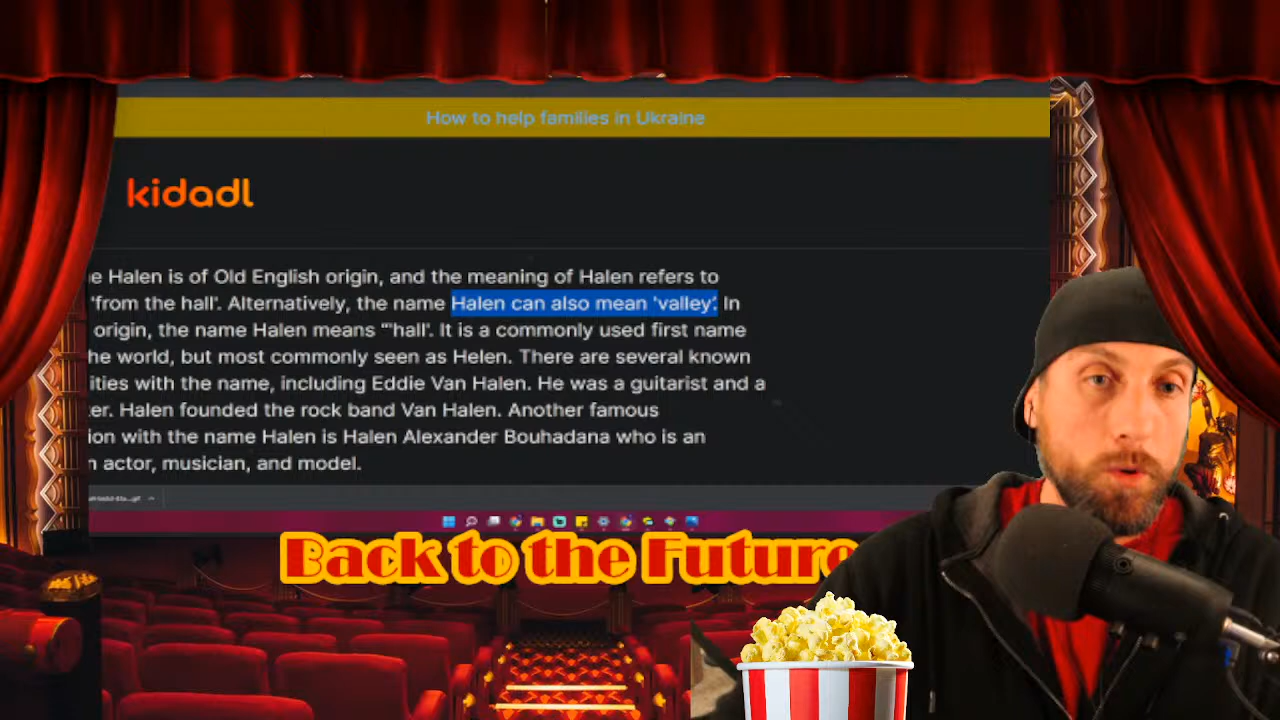 How to help families in Ukraine
kidadl
Halen is of Old English origin, and the meaning of Halen refers to
'from the hall'. Alternatively, the name Halen can also mean 'valley'. In
origin, the name Halen means "'hall'. It is a commonly used first name
he world, but most commonly seen as Helen. There are several known
ities with the name, including Eddie Van Halen. He was a guitarist and a
er. Halen founded the rock band Van Halen. Another famous
ion with the name Halen is Halen Alexander Bouhadana who is an
actor, musician, and model.
Back to the Future